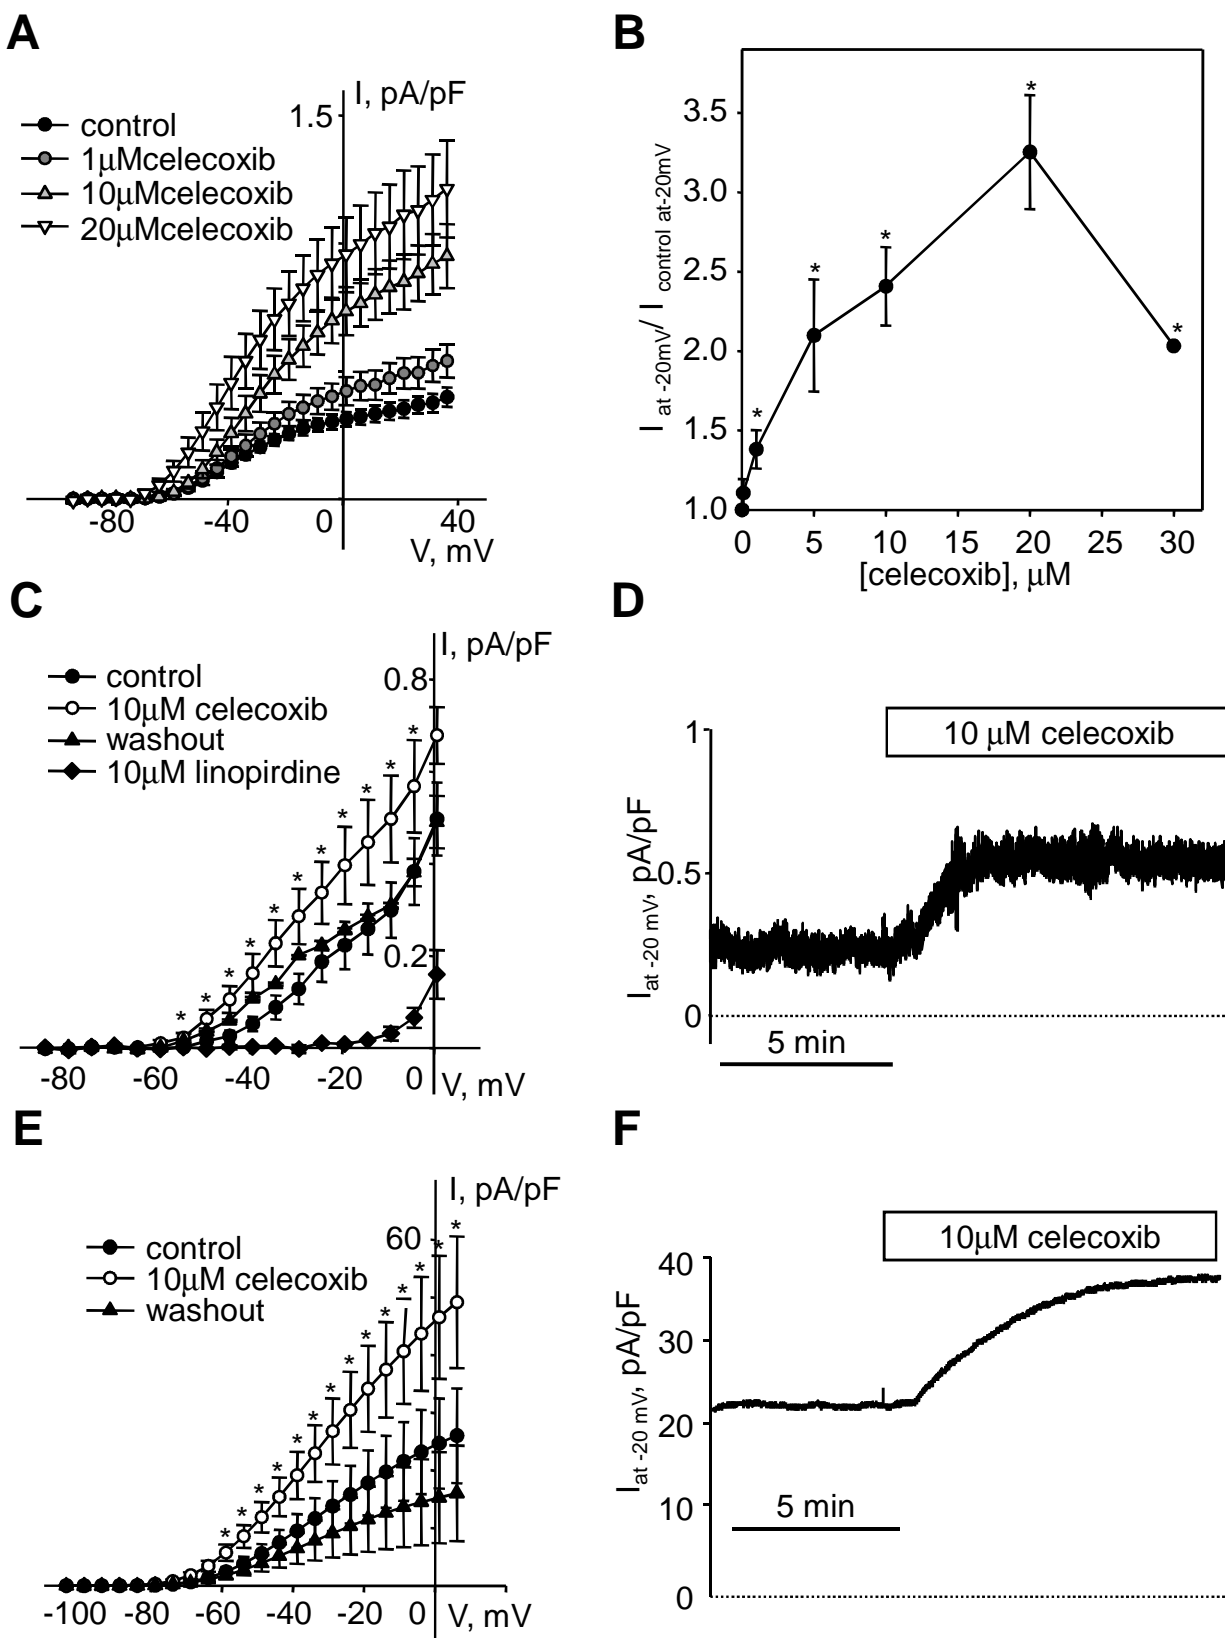 A
I, pA/pF
1.5
control
1μMcelecoxib
10μMcelecoxib
20μMcelecoxib
-80 -40 0 40
V, mV
B
I at -20mV/ I control at-20mV
3.5
3.0
2.5
2.0
1.5
1.0
* * * * * *
0 5 10 15 20 25 30
[celecoxib], μM
C
I, pA/pF
0.8
control
10μM celecoxib
washout
10μM linopirdine
* * * * * * * * * * *
0.2
-80 -60 -40 -20 0 V, mV
D
10 μM celecoxib
I at -20 mV, pA/pF
1
0.5
0
5 min
E
I, pA/pF
60
control
10μM celecoxib
washout
* * * * * * * * * * * * * *
-100 -80 -60 -40 -20 0 V, mV
F
10μM celecoxib
I at -20 mV, pA/pF
40
30
20
10
0
5 min